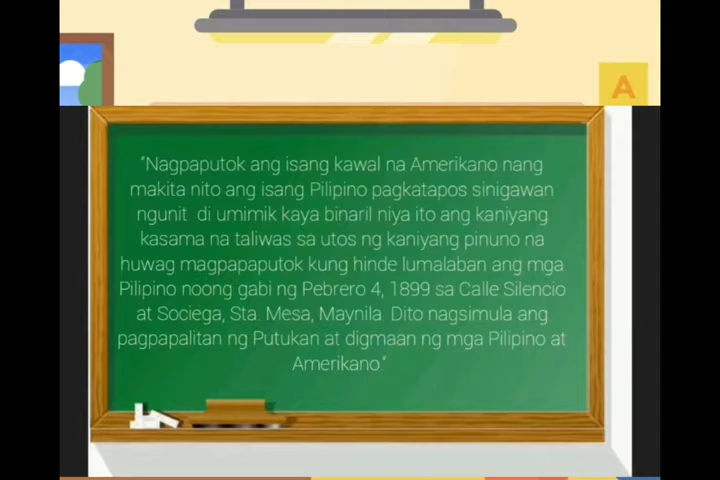 A
"Nagpaputok ang isang kawal na Amerikano nang
makita nito ang isang Pilipino pagkatapos sinigawan
ngunit di umimik kaya binaril niya ito ang kaniyang
kasama na taliwas sa utos ng kaniyang pinuno na
huwag magpapaputok kung hinde lumalaban ang mga
Pilipino noong gabi ng Pebrero 4, 1899 sa Calle Silencio
at Sociega, Sta. Mesa, Maynila. Dito nagsimula ang
pagpapalitan ng Putukan at digmaan ng mga Pilipino at
Amerikano."